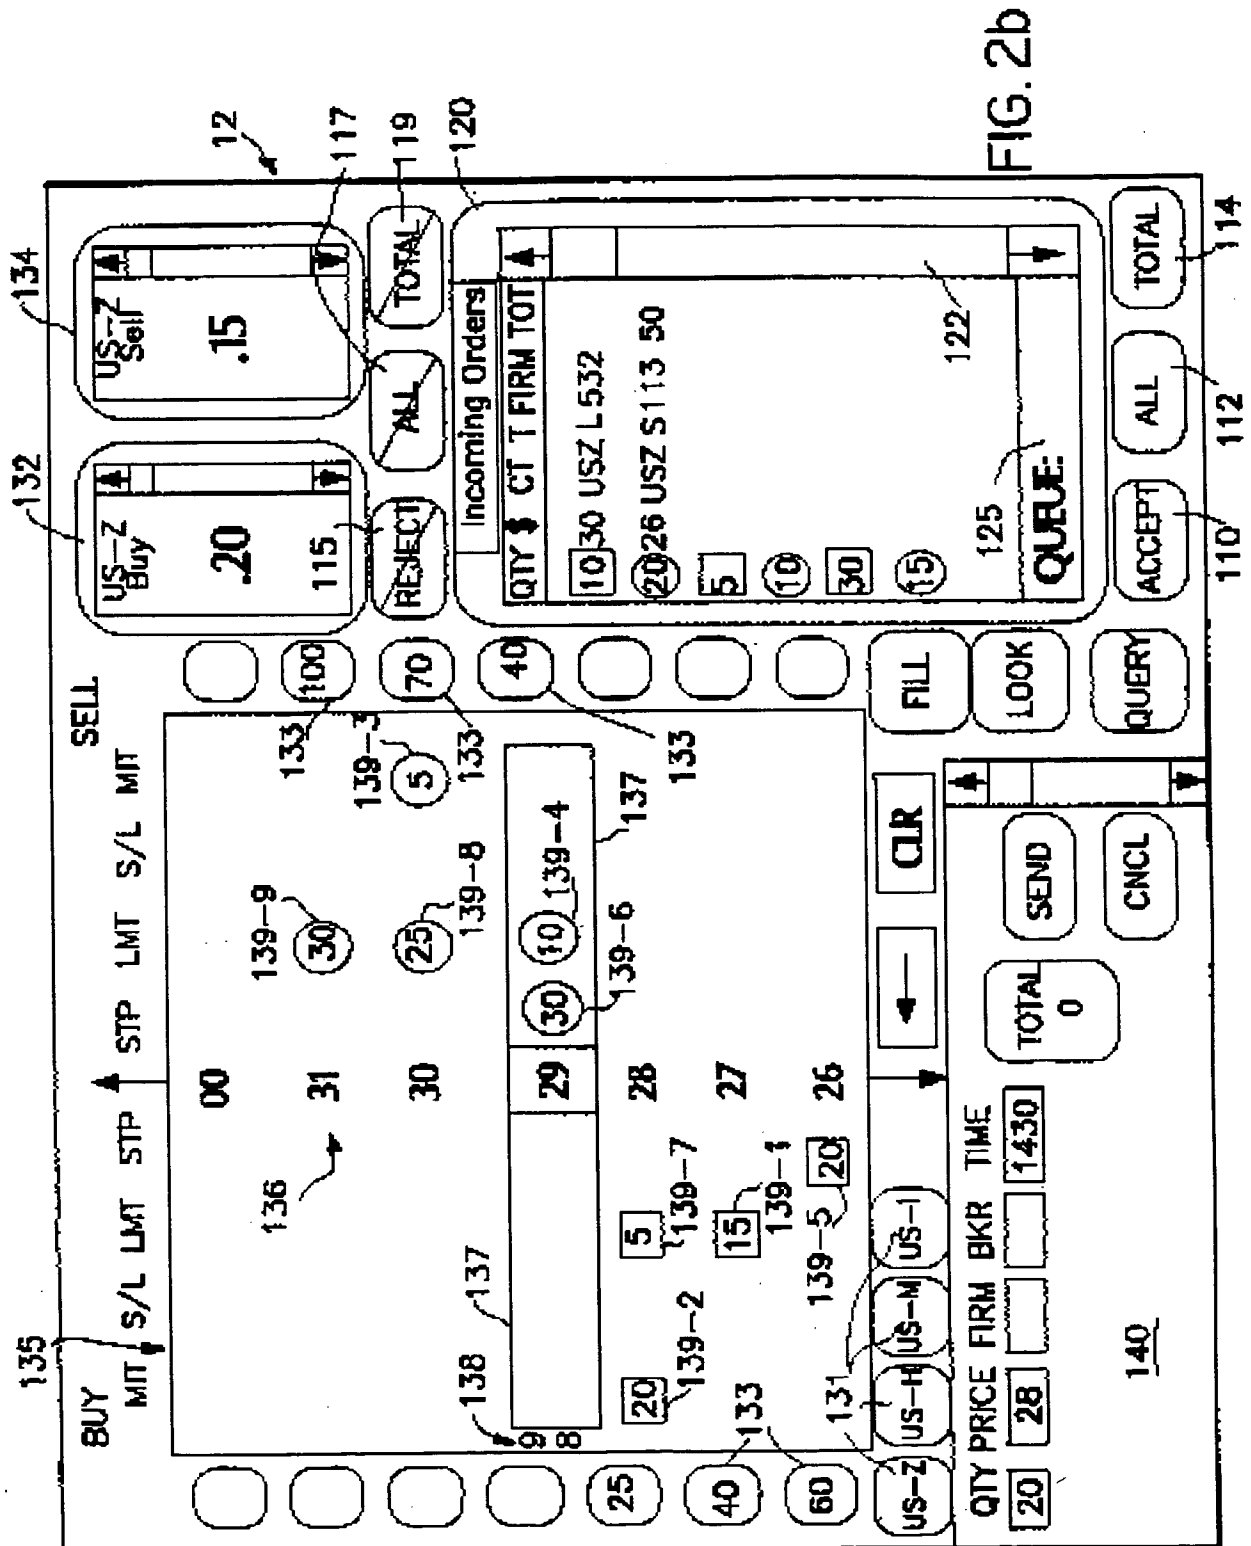 12
134
117
119
120
132
US-Z
Buy
.20
US-Z
Sell
.15
115
REJECT
ALL
TOTAL
135
BUY
SELL
MIT S/L LMT STP STP LMT S/L MIT
00
136
31
139-9
30
133
100
30
139-8
25
139-3
5
133
70
137
138
98
29
30
10
139-4
139-6
137
40
133
25
20
139-2
5
139-7
28
40
133
15
139-1
27
60
139-5
20
26
US-Z
US-H
US-M
US-I
131
←
CLR
FILL
LOOK
QUERY
Incoming Orders
QTY $ CT T FIRM TOT
10 30 USZ L532
20 26 USZ S113 50
5
10
30
15
122
125
QUEUE:
ACCEPT
ALL
TOTAL
110
112
114
QTY PRICE FIRM BKR TIME
20 28 1430
TOTAL
0
SEND
CNCL
140
FIG. 2b